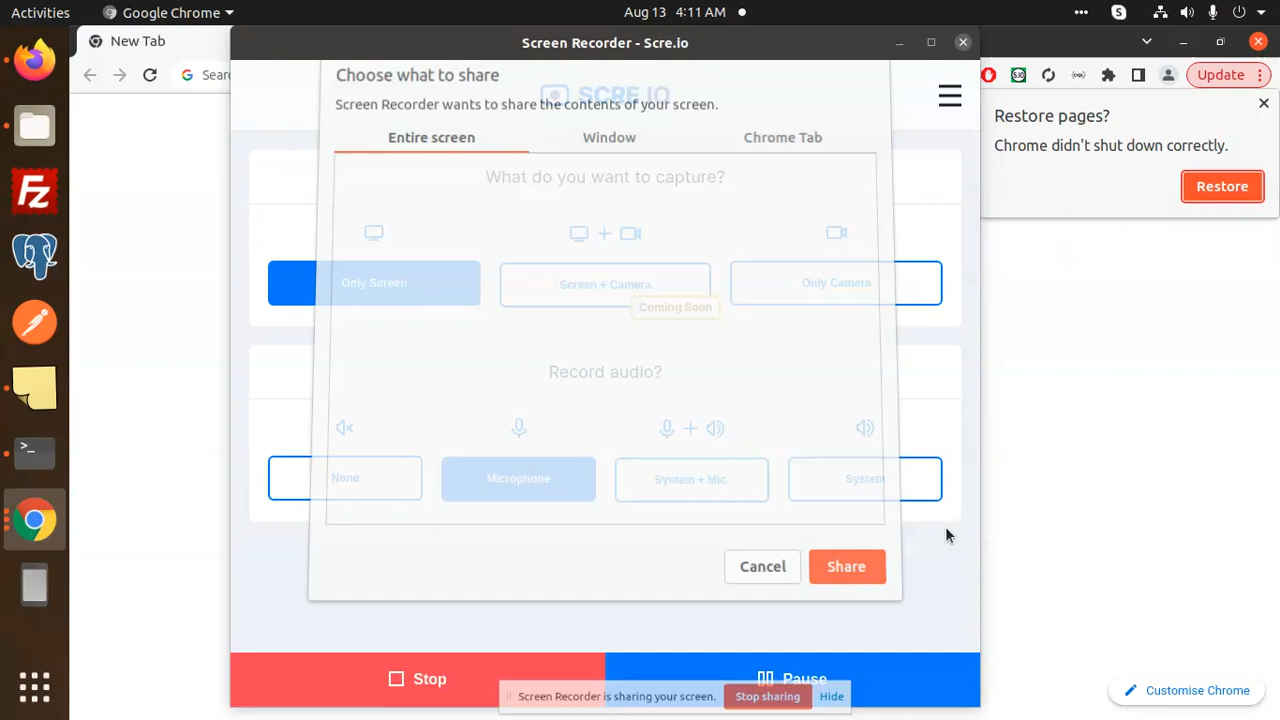 Activities
Google Chrome
Aug 13 4:11 AM
New Tab
Sear
Screen Recorder - Scre.io
Update
Choose what to share
SCRE.IO
Screen Recorder wants to share the contents of your screen.
Entire screen
Window
Chrome Tab
Restore pages?
Chrome didn't shut down correctly.
Restore
What do you want to capture?
Only Screen
Screen + Camera
Only Camera
Coming Soon
Record audio?
None
Microphone
System + Mic.
System
Cancel
Share
Stop
Pause
Screen Recorder is sharing your screen.
Stop sharing
Hide
Customise Chrome